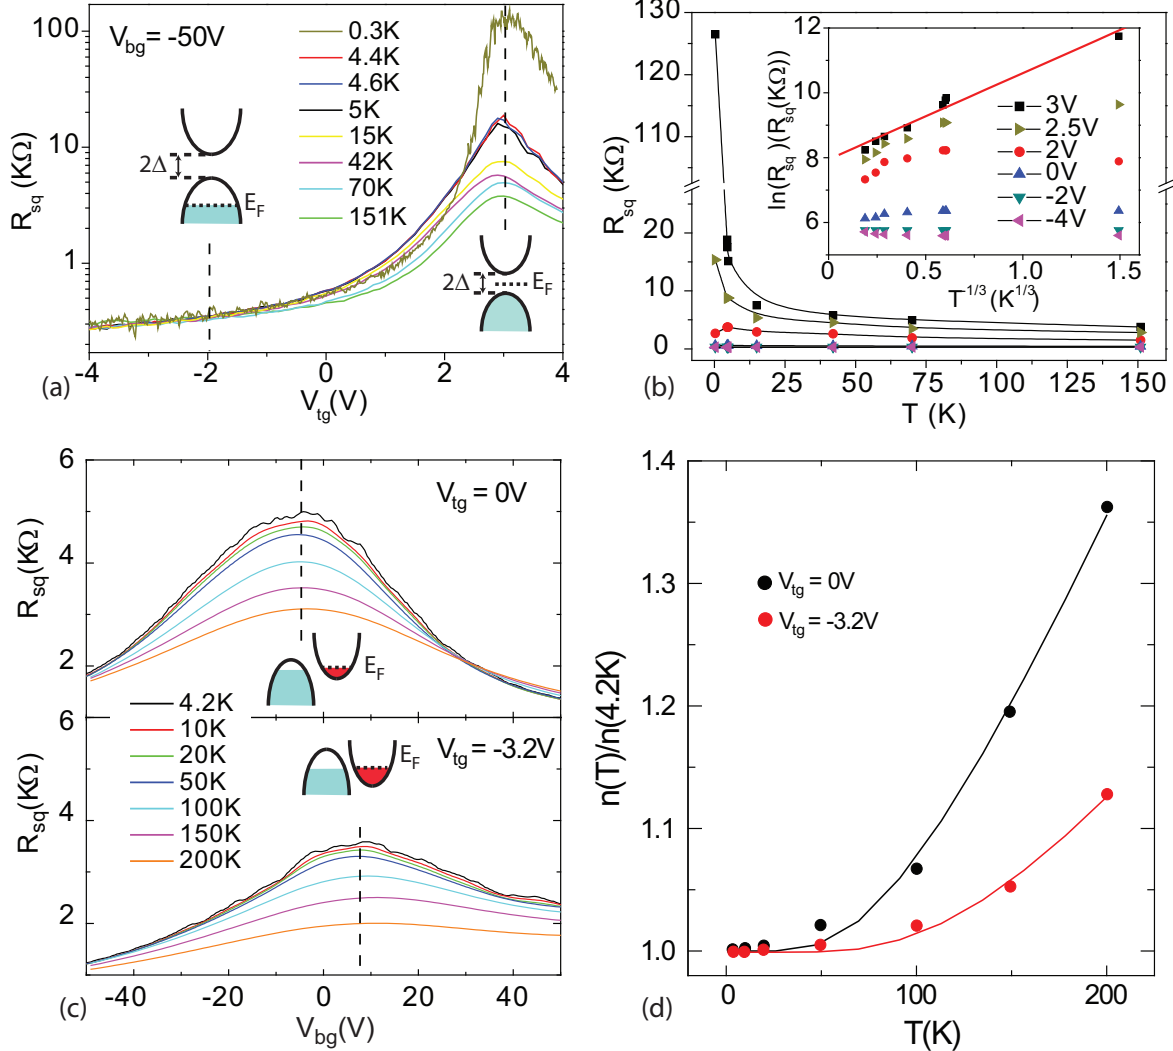 V_bg = -50V
0.3K
4.4K
4.6K
5K
15K
42K
70K
151K
2Δ
E_F
2Δ
E_F
R_sq (KΩ)
100
10
1
-4 -2 0 2 4
V_tg(V)
(a)
R_sq (KΩ)
130
125
110
20
15
10
5
0
0 25 50 75 100 125 150
T (K)
ln(R_sq)(R_sq(KΩ))
12
10
8
6
0.0 0.5 1.0 1.5
T^1/3 (K^1/3)
3V
2.5V
2V
0V
-2V
-4V
(b)
R_sq(KΩ)
6
4
2
V_tg = 0V
E_F
R_sq(KΩ)
6
4
2
V_tg = -3.2V
E_F
4.2K
10K
20K
50K
100K
150K
200K
-40 -20 0 20 40
V_bg(V)
(c)
n(T)/n(4.2K)
1.4
1.3
1.2
1.1
1.0
V_tg = 0V
V_tg = -3.2V
0 100 200
T(K)
(d)